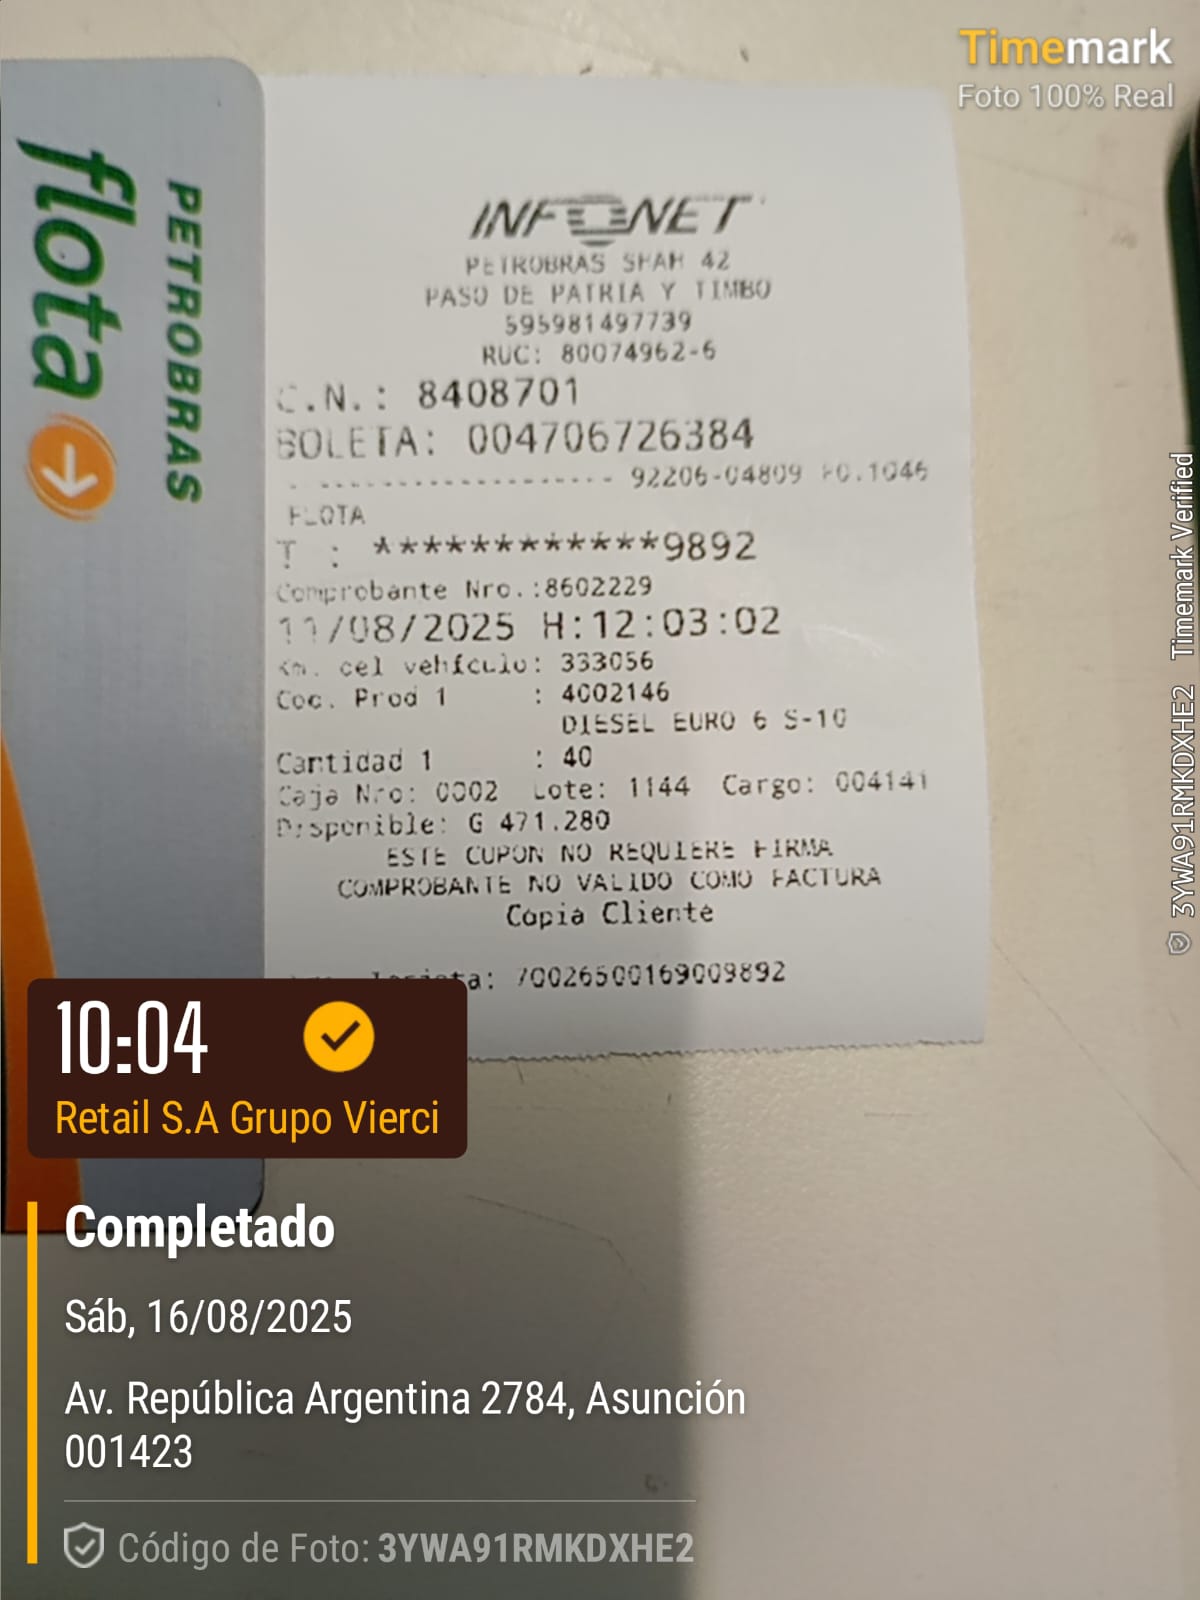 Timemark
Foto 100% Real
PETROBRAS
flota
INFONET
PETROBRAS SHAH 42
PASO DE PATRIA Y TIMBO
595981497739
RUC: 80074962-6
C.N.: 8408701
BOLETA: 004706726384
92206-04809 PO.1046
FLOTA
T : ************9892
Comprobante Nro.:8602229
11/08/2025 H:12:03:02
Km. del vehículo: 333056
Cod. Prod 1 : 4002146
DIESEL EURO 6 S-10
Cantidad 1 : 40
Caja Nro: 0002 Lote: 1144 Cargo: 004141
Disponible: G 471.280
ESTE CUPON NO REQUIERE FIRMA
COMPROBANTE NO VALIDO COMO FACTURA
Copia Cliente
70026500169009892
10:04
Retail S.A Grupo Vierci
Completado
Sáb, 16/08/2025
Av. República Argentina 2784, Asunción
001423
Código de Foto: 3YWA91RMKDXHE2
3YWA91RMKDXHE2 Timemark Verified